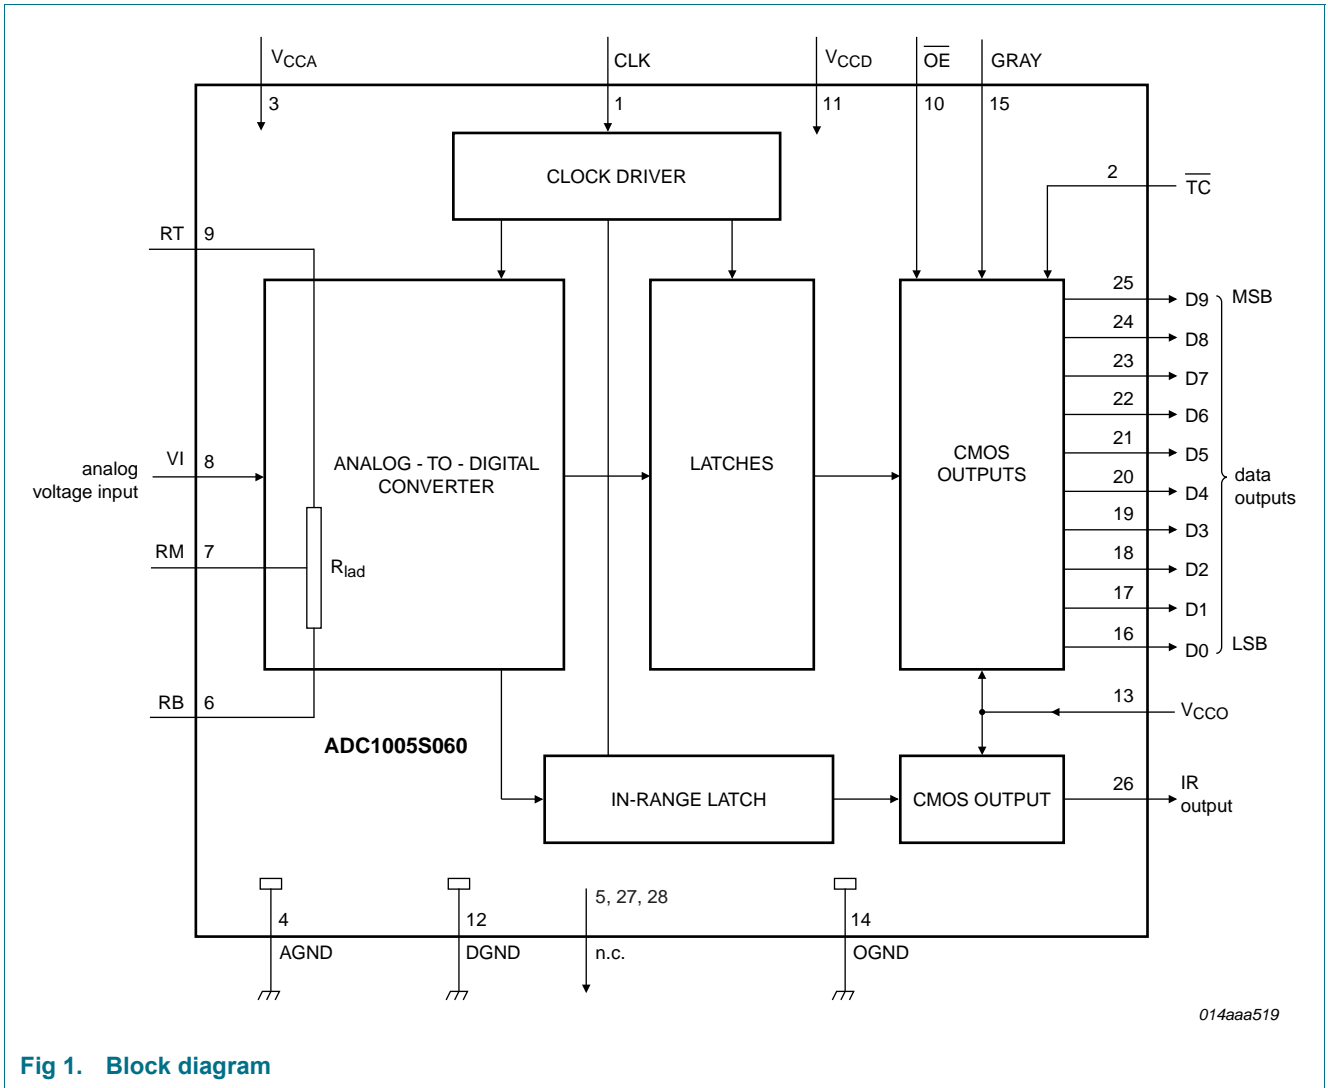 VCCA
CLK
VCCD
OE
GRAY
3
1
11
10
15
CLOCK DRIVER
2
TC
RT
9
25
D9
MSB
24
D8
23
D7
22
D6
21
D5
20
D4
19
D3
18
D2
17
D1
16
D0
LSB
data
outputs
analog
voltage input
VI
8
ANALOG - TO - DIGITAL
CONVERTER
LATCHES
CMOS
OUTPUTS
RM
7
Rlad
RB
6
13
VCCO
ADC1005S060
IN-RANGE LATCH
CMOS OUTPUT
26
IR
output
4
AGND
12
DGND
5, 27, 28
n.c.
14
OGND
014aaa519
Fig 1. Block diagram